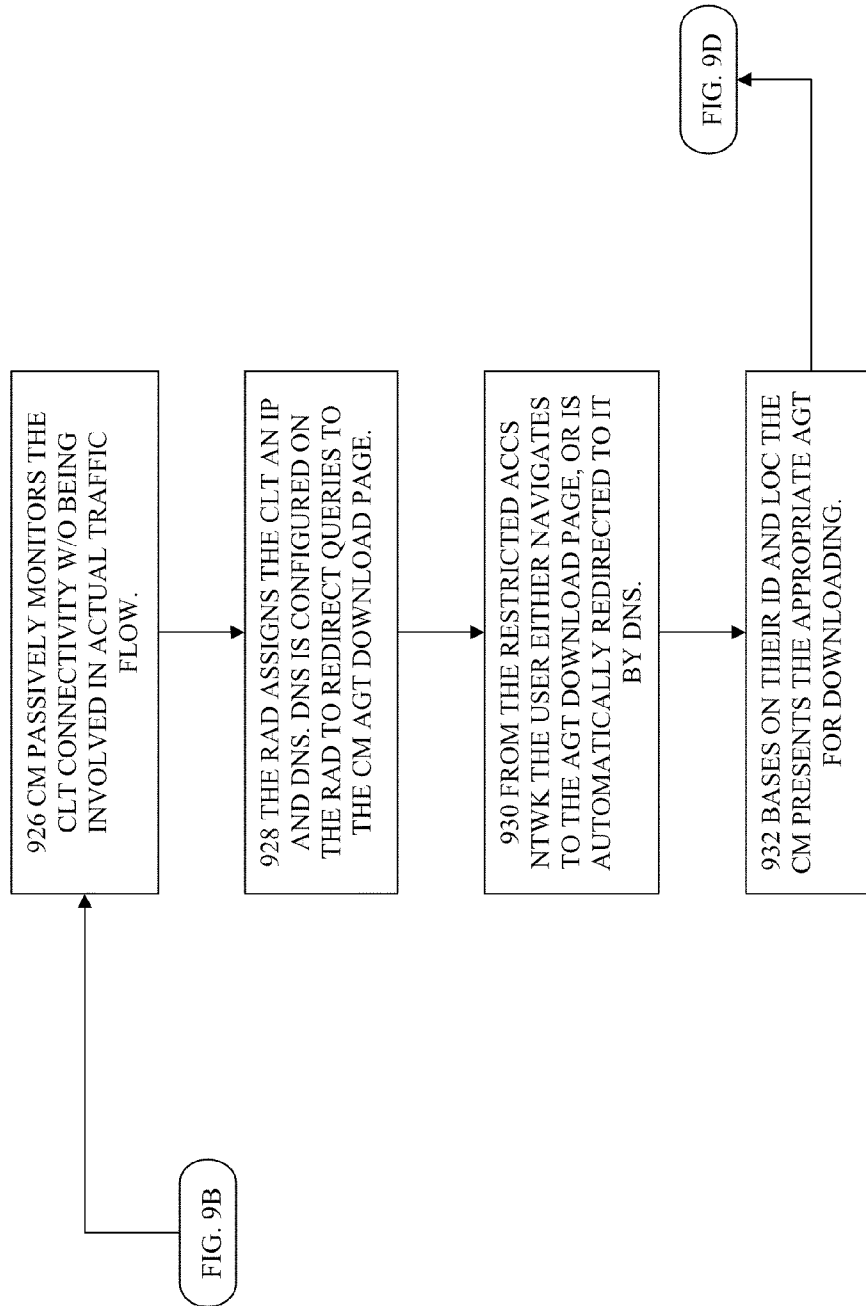 FIG. 9B
926 CM PASSIVELY MONITORS THE
CLT CONNECTIVITY W/O BEING
INVOLVED IN ACTUAL TRAFFIC
FLOW.
928 THE RAD ASSIGNS THE CLT AN IP
AND DNS. DNS IS CONFIGURED ON
THE RAD TO REDIRECT QUERIES TO
THE CM AGT DOWNLOAD PAGE.
930 FROM THE RESTRICTED ACCS
NTWK THE USER EITHER NAVIGATES
TO THE AGT DOWNLOAD PAGE, OR IS
AUTOMATICALLY REDIRECTED TO IT
BY DNS.
932 BASES ON THEIR ID AND LOC THE
CM PRESENTS THE APPROPRIATE AGT
FOR DOWNLOADING.
FIG. 9D